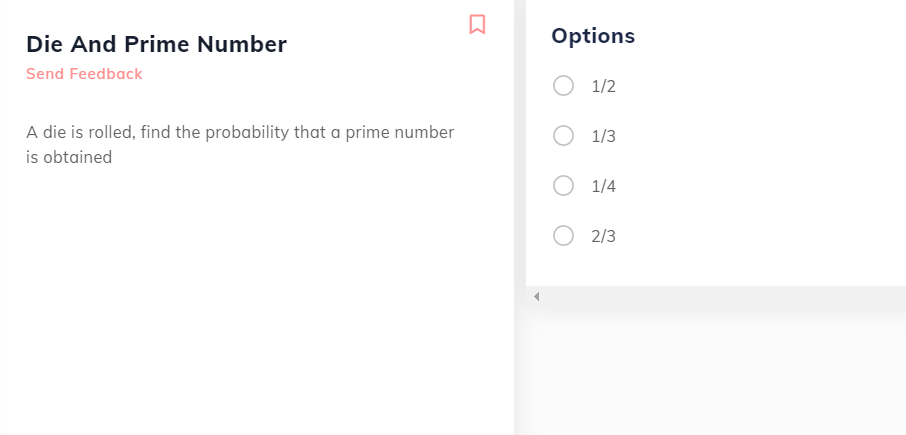 Die And Prime Number
Send Feedback
A die is rolled, find the probability that a prime number
is obtained
Options
1/2
1/3
1/4
2/3